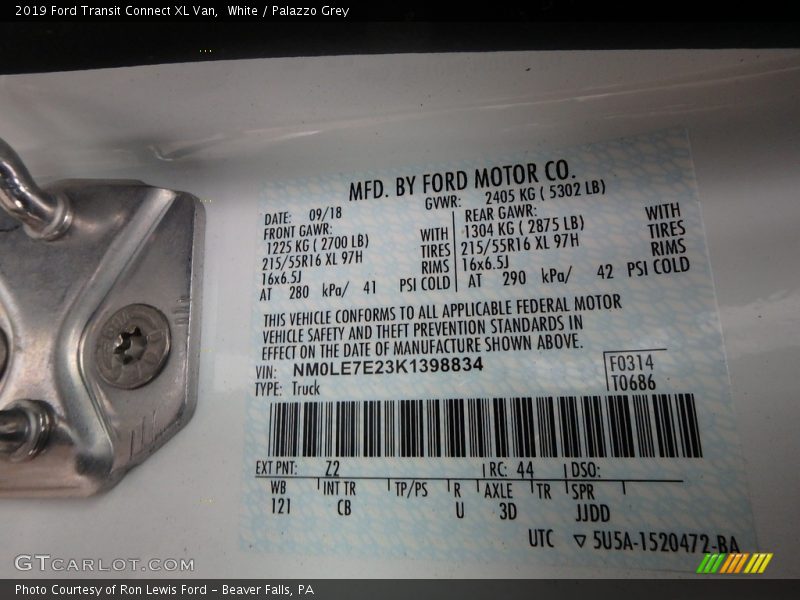 2019 Ford Transit Connect XL Van, White / Palazzo Grey
MFD. BY FORD MOTOR CO.
DATE: 09/18 GVWR: 2405 KG ( 5302 LB)
FRONT GAWR: REAR GAWR:
1225 KG ( 2700 LB) WITH 1304 KG ( 2875 LB) WITH
215/55R16 XL 97H TIRES 215/55R16 XL 97H TIRES
16x6.5J RIMS 16x6.5J RIMS
AT 280 kPa/ 41 PSI COLD AT 290 kPa/ 42 PSI COLD
THIS VEHICLE CONFORMS TO ALL APPLICABLE FEDERAL MOTOR
VEHICLE SAFETY AND THEFT PREVENTION STANDARDS IN
EFFECT ON THE DATE OF MANUFACTURE SHOWN ABOVE.
VIN: NM0LE7E23K1398834 F0314
TYPE: Truck T0686
EXT PNT: Z2 RC: 44 DSO:
WB INT TR TP/PS R AXLE TR SPR
121 CB U 3D JJDD
UTC ▽ 5U5A-1520472-BA
GTCARLOT.COM
Photo Courtesy of Ron Lewis Ford - Beaver Falls, PA